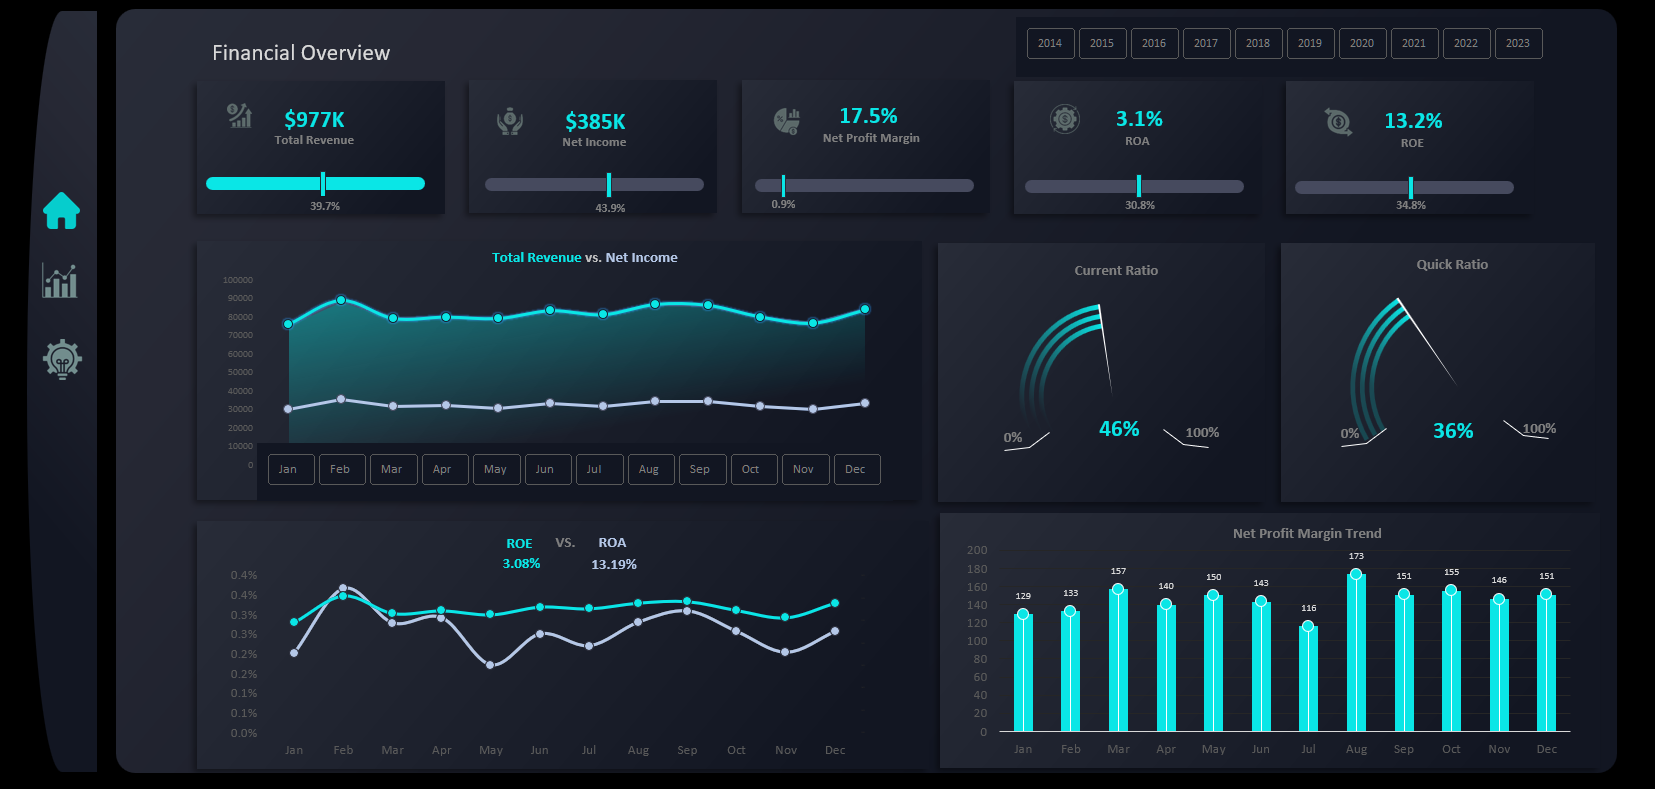 Financial Overview
2014 2015 2016 2017 2018 2019 2020 2021 2022 2023
$977K
Total Revenue
39.7%
$385K
Net Income
43.9%
17.5%
Net Profit Margin
0.9%
3.1%
ROA
30.8%
13.2%
ROE
34.8%
Total Revenue vs. Net Income
100000
90000
80000
70000
60000
50000
40000
30000
20000
10000
0
Jan Feb Mar Apr May Jun Jul Aug Sep Oct Nov Dec
Current Ratio
0%
46%
100%
Quick Ratio
0%
36%
100%
ROE VS. ROA
3.08% 13.19%
0.4%
0.4%
0.3%
0.3%
0.2%
0.2%
0.1%
0.1%
0.0%
Jan Feb Mar Apr May Jun Jul Aug Sep Oct Nov Dec
Net Profit Margin Trend
200
180
160
140
120
100
80
60
40
20
0
129 133 157 140 150 143 116 173 151 155 146 151
Jan Feb Mar Apr May Jun Jul Aug Sep Oct Nov Dec